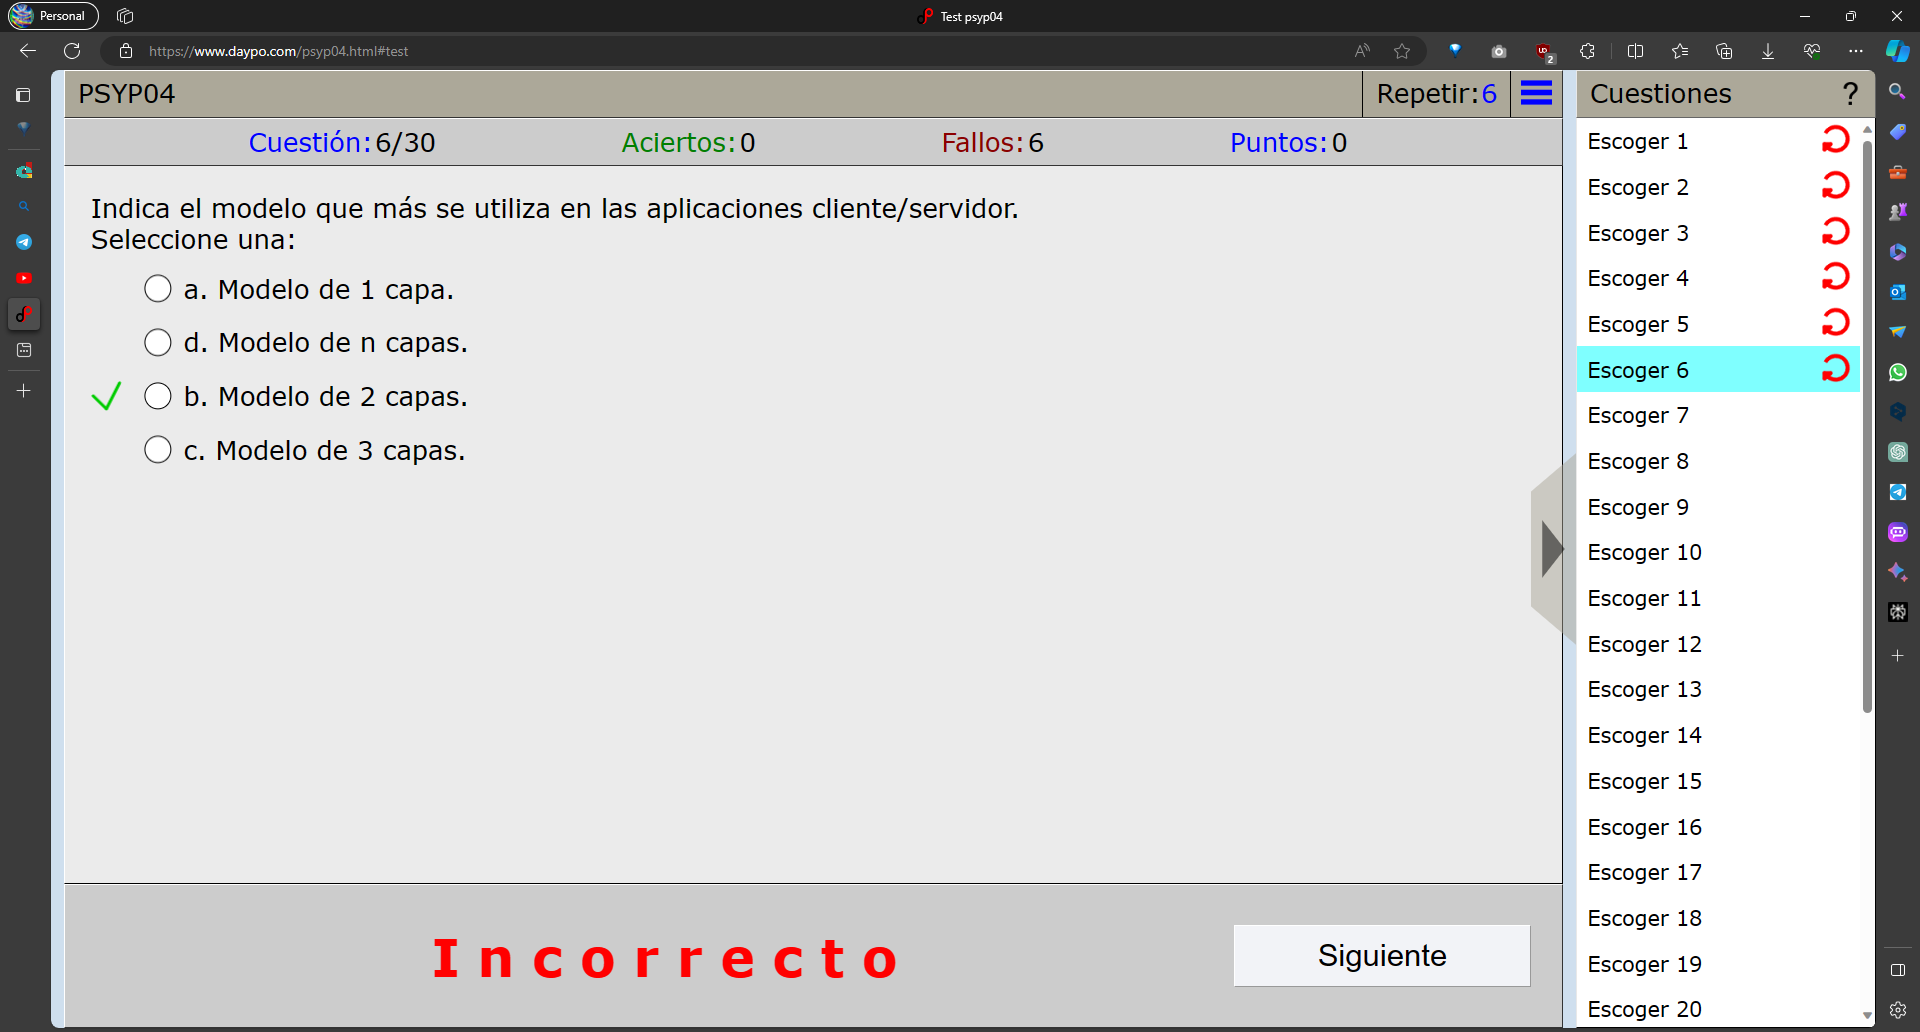 Personal
Test psyp04
https://www.daypo.com/psyp04.html#test
2
PSYP04
Repetir:6
Cuestiones
?
Cuestión:6/30
Aciertos:0
Fallos:6
Puntos:0
Indica el modelo que más se utiliza en las aplicaciones cliente/servidor.
Seleccione una:
a. Modelo de 1 capa.
d. Modelo de n capas.
b. Modelo de 2 capas.
c. Modelo de 3 capas.
Incorrecto
Siguiente
Escoger 1
Escoger 2
Escoger 3
Escoger 4
Escoger 5
Escoger 6
Escoger 7
Escoger 8
Escoger 9
Escoger 10
Escoger 11
Escoger 12
Escoger 13
Escoger 14
Escoger 15
Escoger 16
Escoger 17
Escoger 18
Escoger 19
Escoger 20